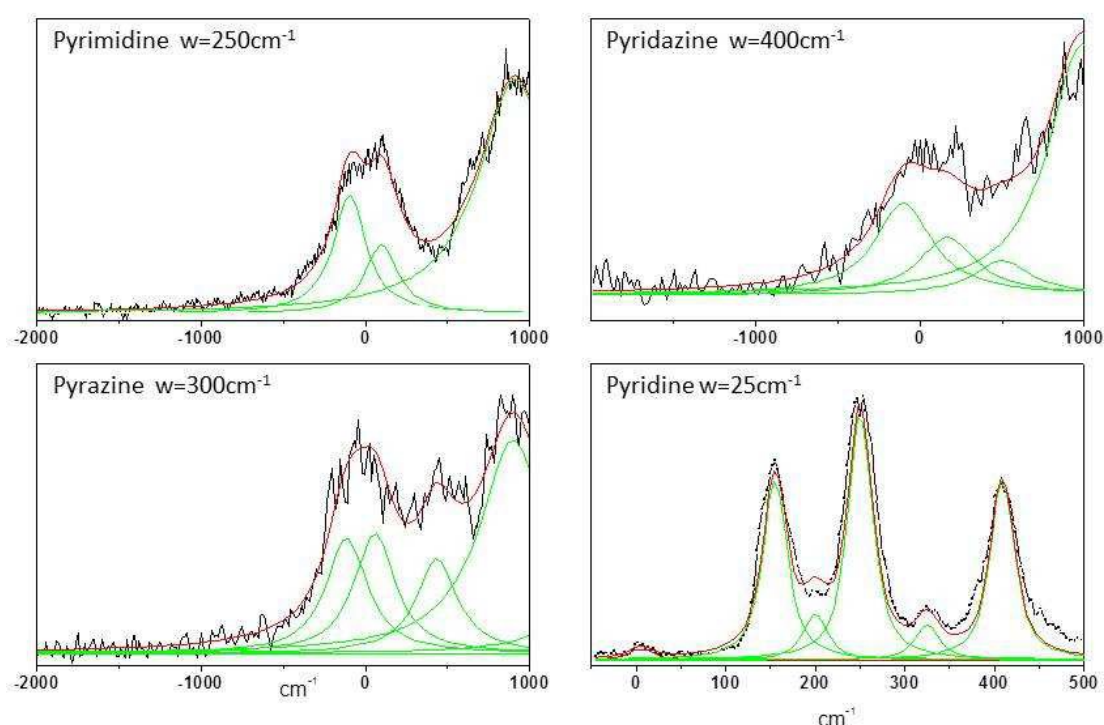 Pyrimidine w=250cm-1
-2000 -1000 0 1000
Pyridazine w=400cm-1
-1000 0 1000
Pyrazine w=300cm-1
-2000 -1000 0 1000
cm-1
Pyridine w=25cm-1
0 100 200 300 400 500
cm-1